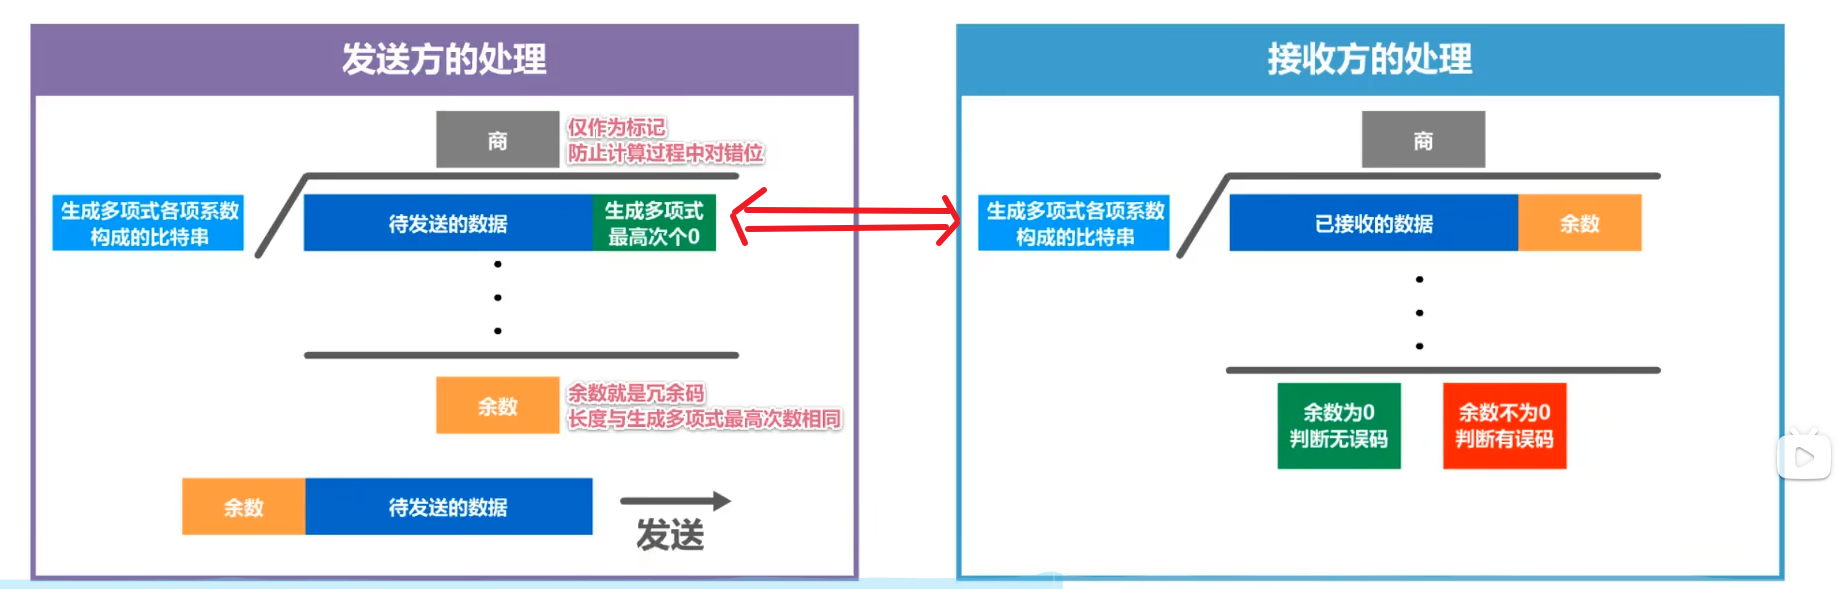 发送方的处理
商
仅作为标记
防止计算过程中对错位
生成多项式各项系数
构成的比特串
待发送的数据
生成多项式
最高次个0
余数
余数就是冗余码
长度与生成多项式最高次数相同
余数
待发送的数据
发送
接收方的处理
商
生成多项式各项系数
构成的比特串
已接收的数据
余数
余数为0
判断无误码
余数不为0
判断有误码